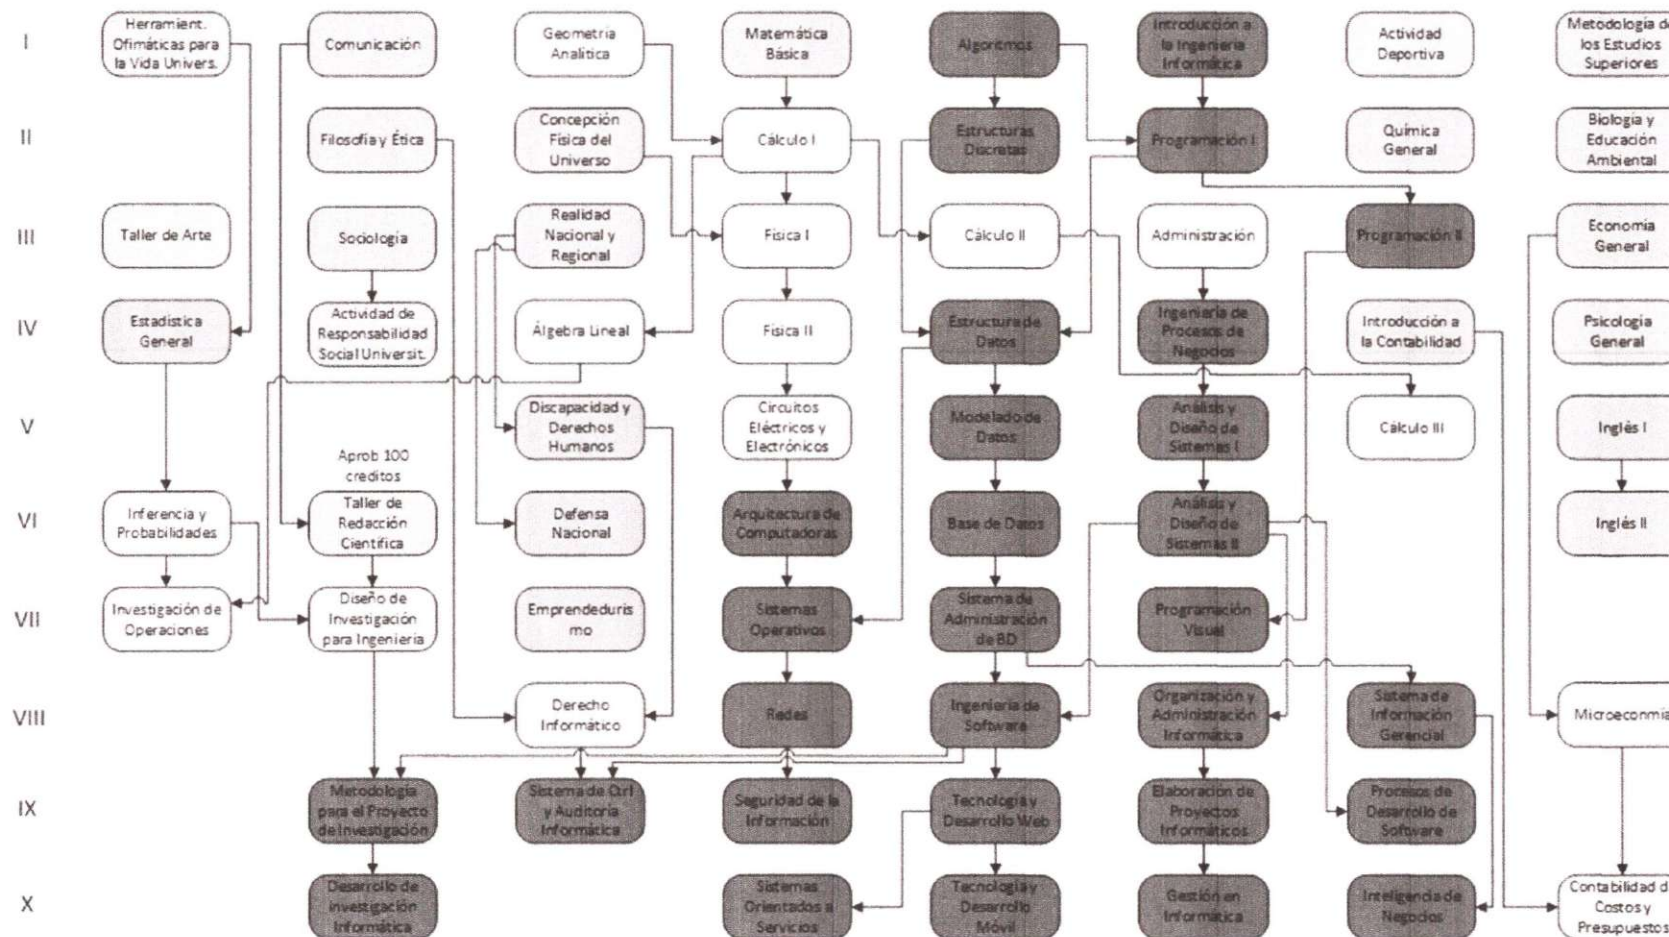 I
Herramient.
Ofimáticas para
la Vida Univers.
Comunicación
Geometría
Analítica
Matemática
Básica
Algoritmos
Introducción a
la Ingeniería
Informática
Actividad
Deportiva
Metodología de
los Estudios
Superiores
II
Filosofía y Ética
Concepción
Física del
Universo
Cálculo I
Estructuras
Discretas
Programación I
Química
General
Biología y
Educación
Ambiental
III
Taller de Arte
Sociología
Realidad
Nacional y
Regional
Física I
Cálculo II
Administración
Programación II
Economía
General
IV
Estadística
General
Actividad de
Responsabilidad
Social Universit.
Álgebra Lineal
Física II
Estructura de
Datos
Ingeniería de
Procesos de
Negocios
Introducción a
la Contabilidad
Psicología
General
V
Discapacidad y
Derechos
Humanos
Circuitos
Eléctricos y
Electrónicos
Modelado de
Datos
Análisis y
Diseño de
Sistemas I
Cálculo III
Inglés I
Aprob 100
creditos
VI
Inferencia y
Probabilidades
Taller de
Redacción
Científica
Defensa
Nacional
Arquitectura de
Computadoras
Base de Datos
Análisis y
Diseño de
Sistemas II
Inglés II
VII
Investigación de
Operaciones
Diseño de
Investigación
para Ingeniería
Emprendeduris
mo
Sistemas
Operativos
Sistema de
Administración
de BD
Programación
Visual
VIII
Derecho
Informático
Redes
Ingeniería de
Software
Organización y
Administración
Informática
Sistema de
Información
Gerencial
Microeconmía
IX
Metodología
para el Proyecto
de Investigación
Sistema de Ctrl
y Auditoría
Informática
Seguridad de la
Información
Tecnología y
Desarrollo Web
Elaboración de
Proyectos
Informáticos
Procesos de
Desarrollo de
Software
X
Desarrollo de
investigación
Informática
Sistemas
Orientados a
Servicios
Tecnología y
Desarrollo
Móvil
Gestión en
Informática
Inteligencia de
Negocios
Contabilidad d
Costos y
Presupuestos